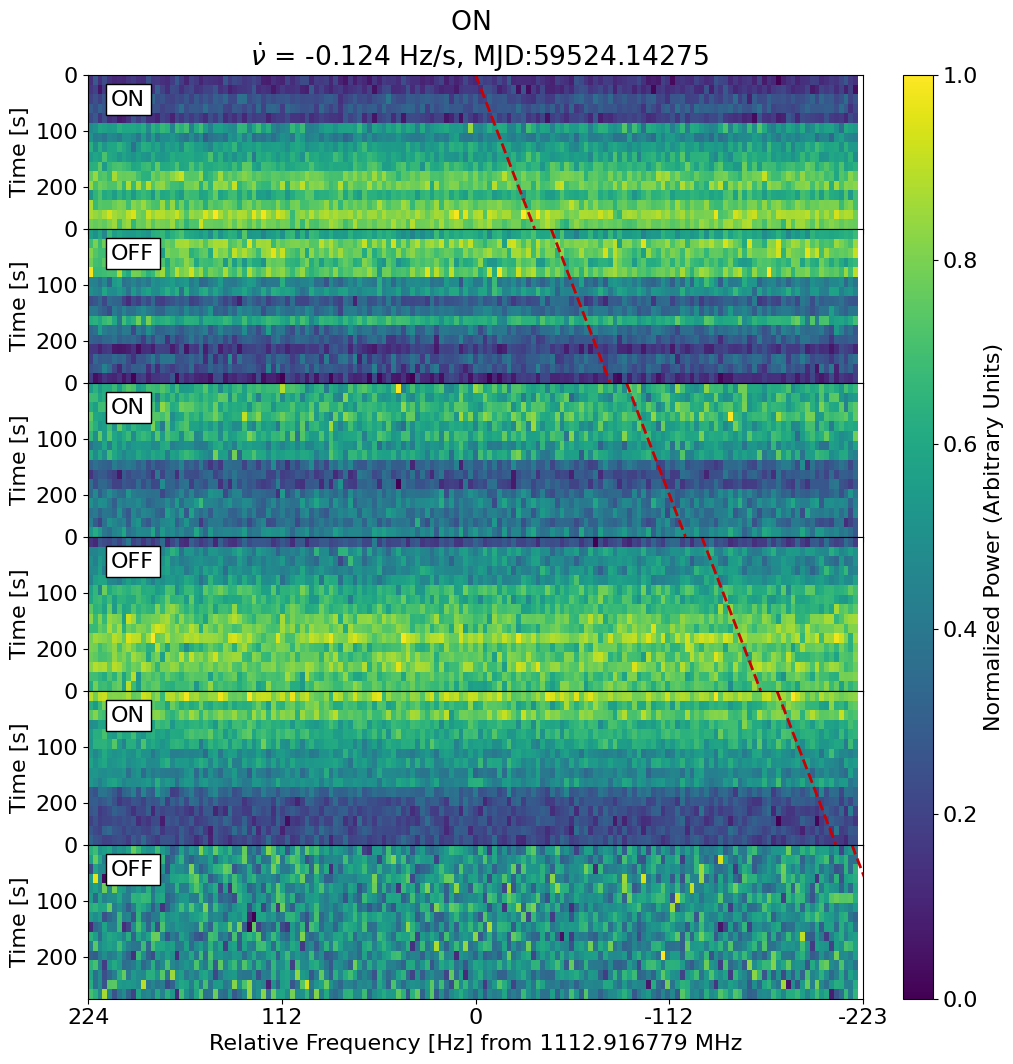 ON
ν̇ = -0.124 Hz/s, MJD:59524.14275
0
100
200
Time [s]
ON
0
100
200
Time [s]
OFF
0
100
200
Time [s]
ON
0
100
200
Time [s]
OFF
0
100
200
Time [s]
ON
0
100
200
Time [s]
OFF
224 112 0 -112 -223
Relative Frequency [Hz] from 1112.916779 MHz
1.0
0.8
0.6
0.4
0.2
0.0
Normalized Power (Arbitrary Units)